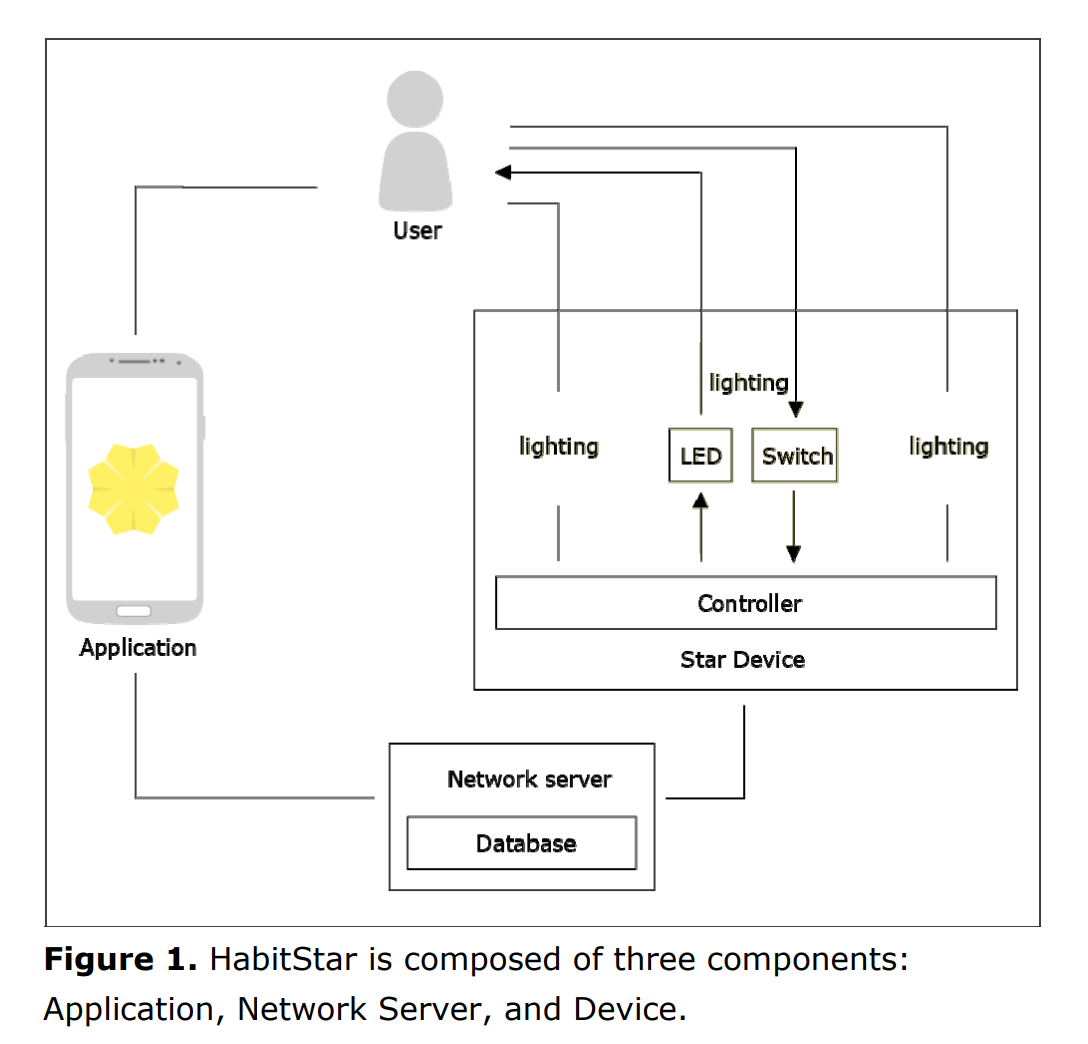 User
lighting
lighting
LED
Switch
lighting
Controller
Application
Star Device
Network server
Database
Figure 1. HabitStar is composed of three components:
Application, Network Server, and Device.